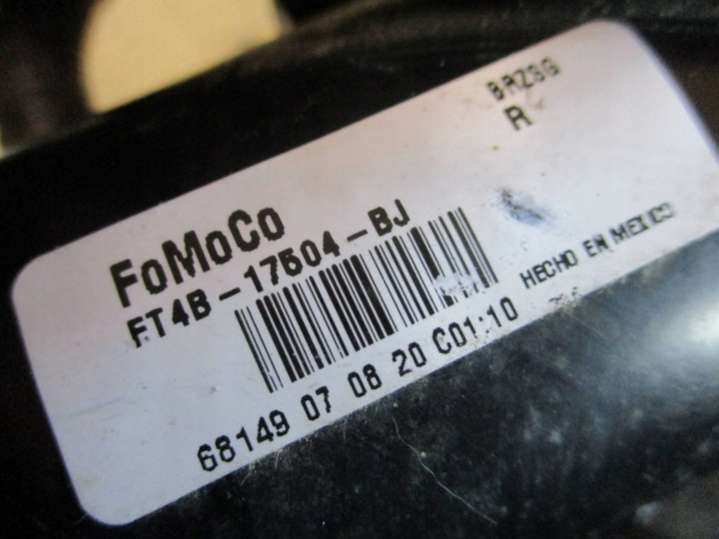 BRZSG
R
FoMoCo
FT4B-17504-BJ
68149 07 08 20 C01:10
HECHO EN MEXICO